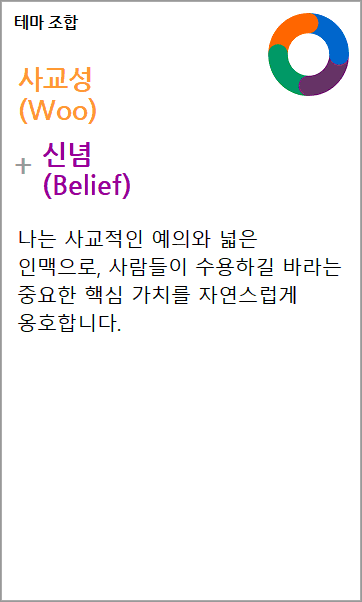 테마 조합
사교성
(Woo)
+ 신념
(Belief)
나는 사교적인 예의와 넓은
인맥으로, 사람들이 수용하길 바라는
중요한 핵심 가치를 자연스럽게
옹호합니다.